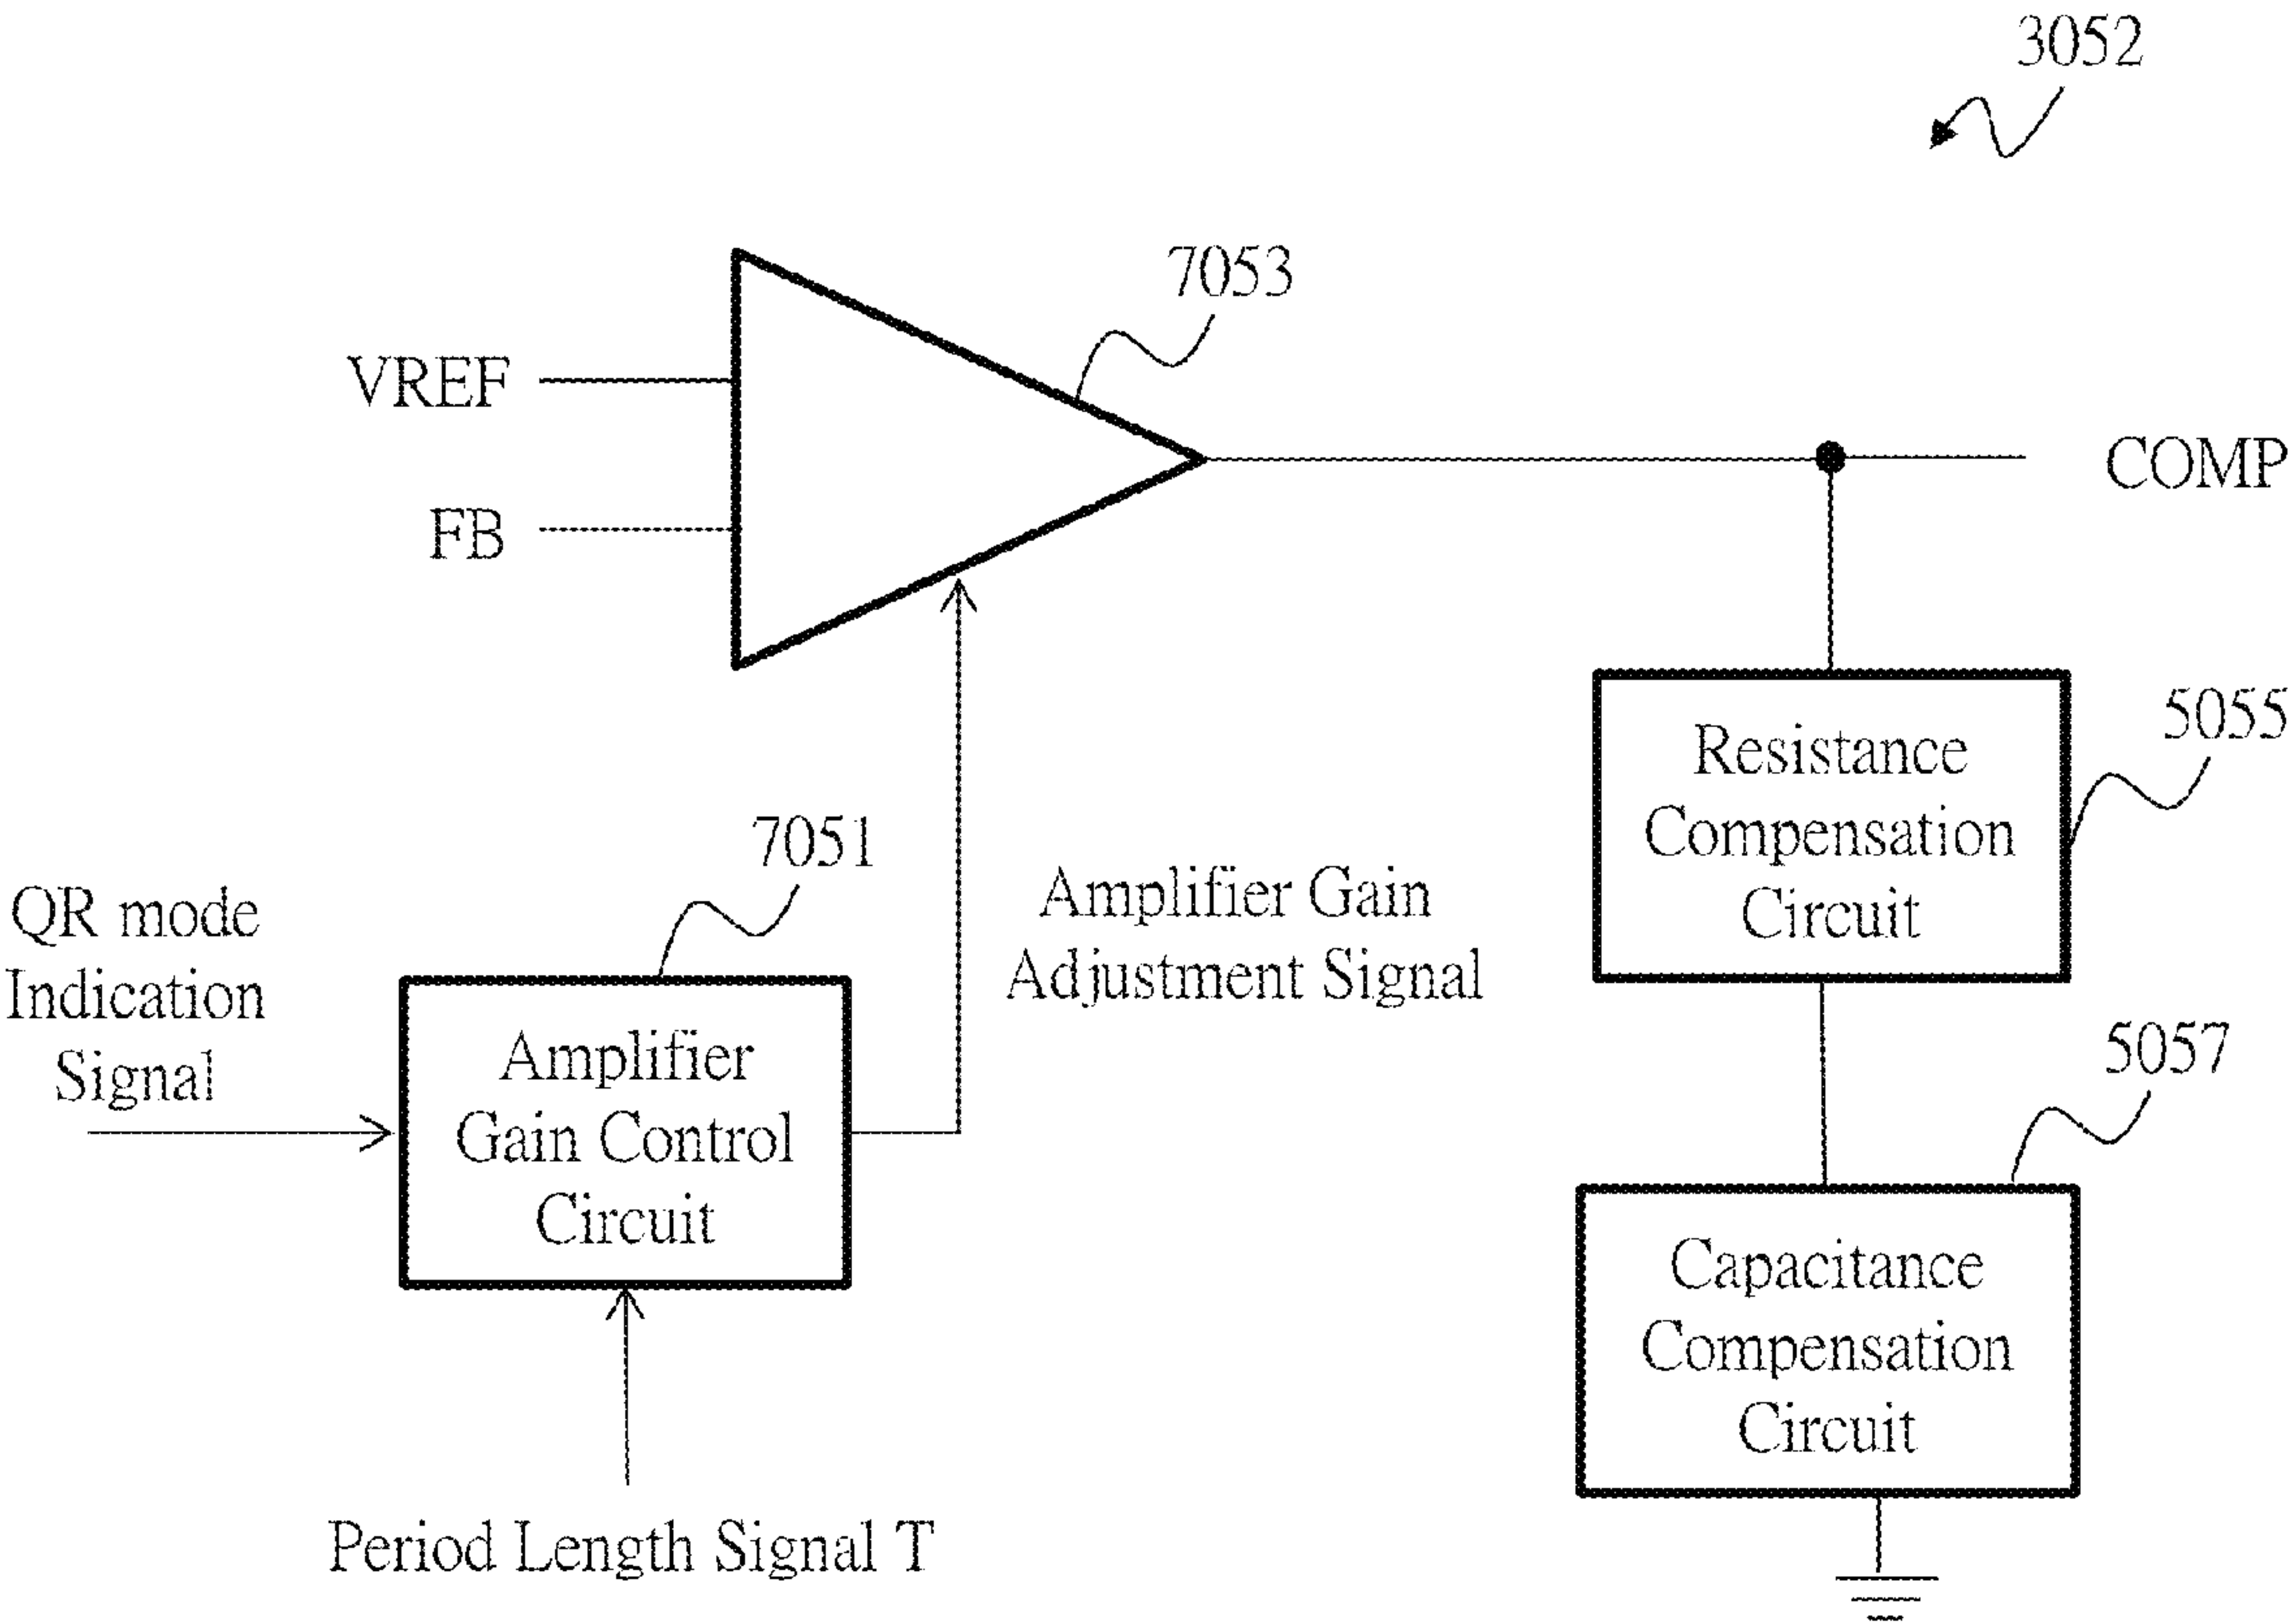 3052
7053
VREF
COMP
FB
5055
Resistance
Compensation
Circuit
7051
QR mode
Indication
Signal
Amplifier Gain
Adjustment Signal
Amplifier
Gain Control
Circuit
5057
Capacitance
Compensation
Circuit
Period Length Signal T